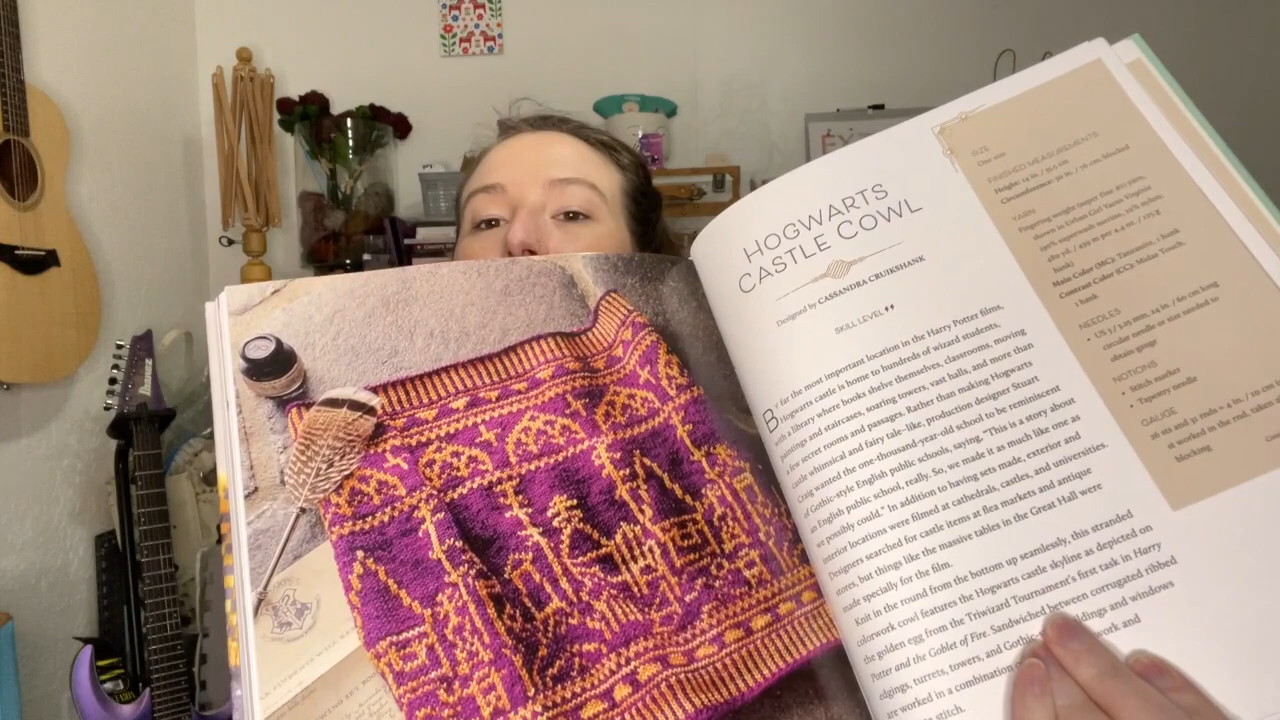 Ibanez
HOGWARTS
CASTLE COWL
Designed by CASSANDRA CRUIKSHANK
SKILL LEVEL
By far the most important location in the Harry Potter films,
Hogwarts castle is home to hundreds of wizard students,
with a library where books shelve themselves, classrooms, moving
paintings and staircases, soaring towers, vast halls, and more than
a few secret rooms and passages. Rather than making Hogwarts
castle whimsical and fairy tale–like, production designer Stuart
Craig wanted the one-thousand-year-old school to be reminiscent
of Gothic-style English public schools, saying, "This is a story about
an English public school, really. So, we made it as much like one as
we possibly could." In addition to having sets made, exterior and
interior locations were filmed at cathedrals, castles, and universities.
Designers searched for castle items at flea markets and antique
stores, but things like the massive tables in the Great Hall were
made specially for the film.
Knit in the round from the bottom up seamlessly, this stranded
colorwork cowl features the Hogwarts castle skyline as depicted on
the golden egg from the Triwizard Tournament's first task in Harry
Potter and the Goblet of Fire. Sandwiched between corrugated ribbed
edgings, turrets, towers, and Gothic- buildings and windows
are worked in a combination work and
stitch.
SIZE
One size
FINISHED MEASUREMENTS
Height: 14 in. / 35.5 cm
Circumference: 30 in. / 76 cm, blocked
YARN
Fingering weight (super fine #1) yarn,
shown in Urban Girl Yarns Virginia
(90% superwash merino, 10% nylon;
480 yd. / 439 m per 4.4 oz. / 125 g
hank)
Main Color (MC): Tanzanite, 1 hank
Contrast Color (CC): Midas Touch,
1 hank
NEEDLES
• US 3 / 3.25 mm, 24 in. / 60 cm long
circular needle or size needed to
obtain gauge
NOTIONS
• Stitch marker
• Tapestry needle
GAUGE
26 sts and 31 rnds = 4 in. / 10 cm
at worked in the rnd, taken
blocking